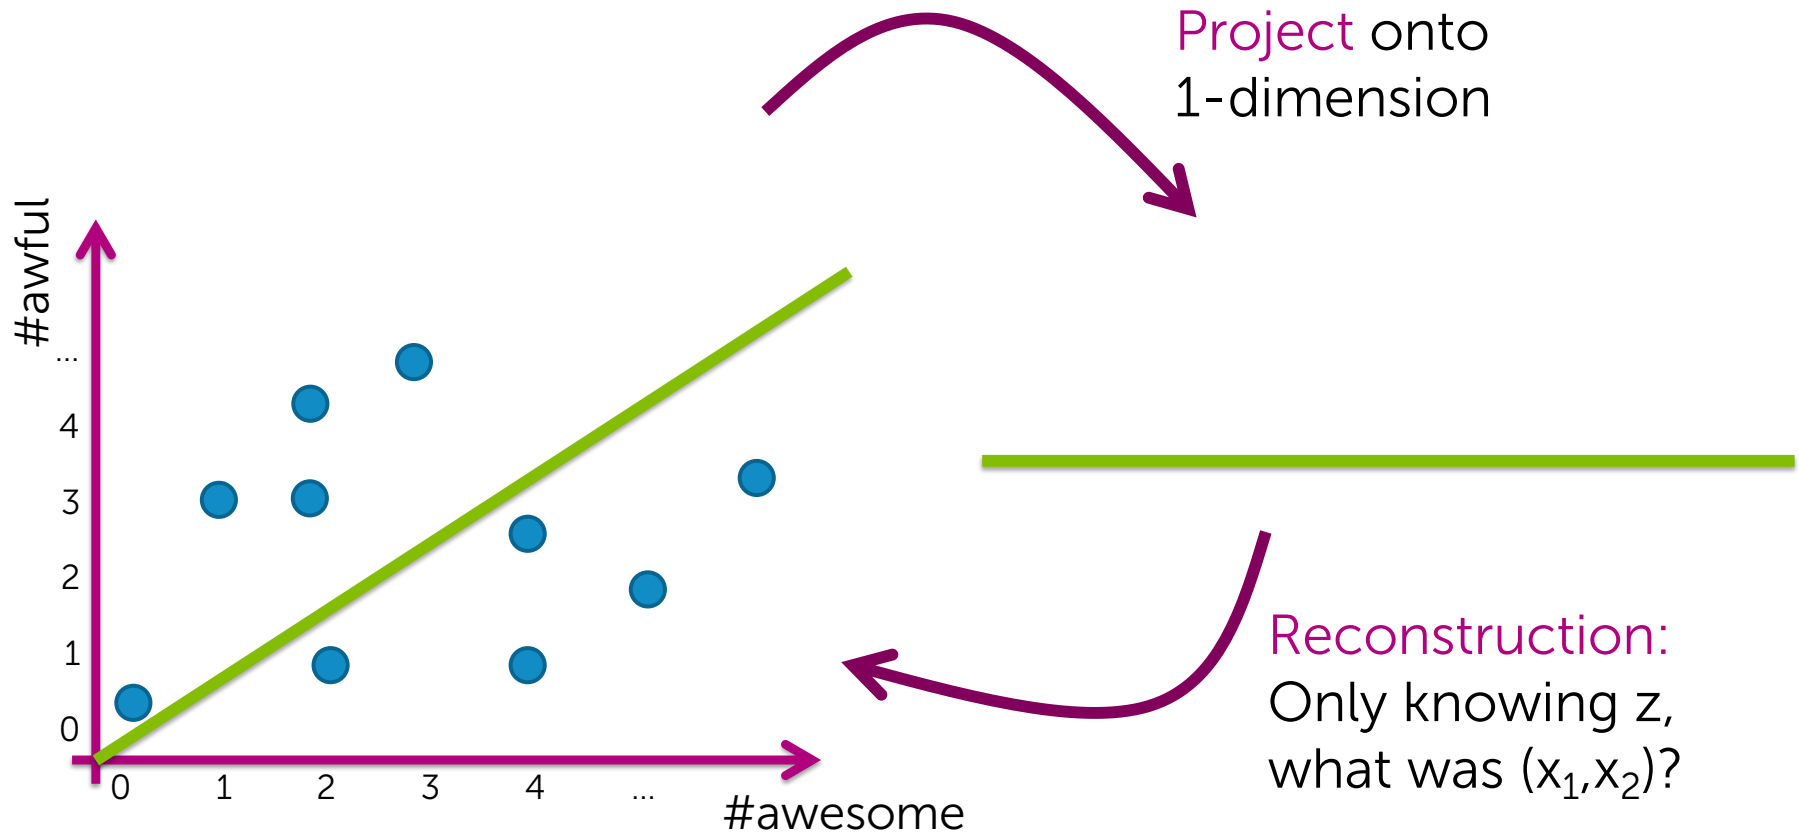 Project onto
1-dimension
#awful
...
4
3
2
1
0
0 1 2 3 4 ...
#awesome
Reconstruction:
Only knowing z,
what was (x₁,x₂)?